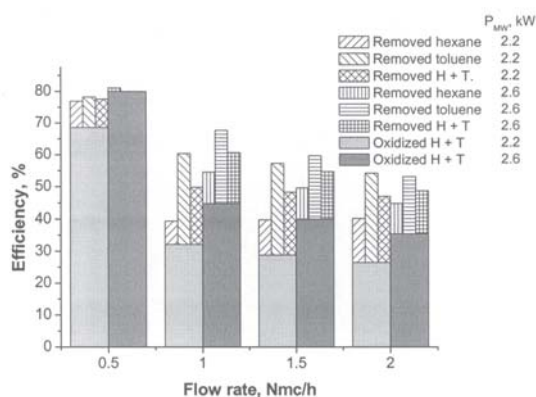 P_MW, kW
Removed hexane 2.2
Removed toluene 2.2
Removed H + T. 2.2
Removed hexane 2.6
Removed toluene 2.6
Removed H + T 2.6
Oxidized H + T 2.2
Oxidized H + T 2.6
80
70
60
50
40
30
20
10
0
Efficiency, %
0.5 1 1.5 2
Flow rate, Nmc/h